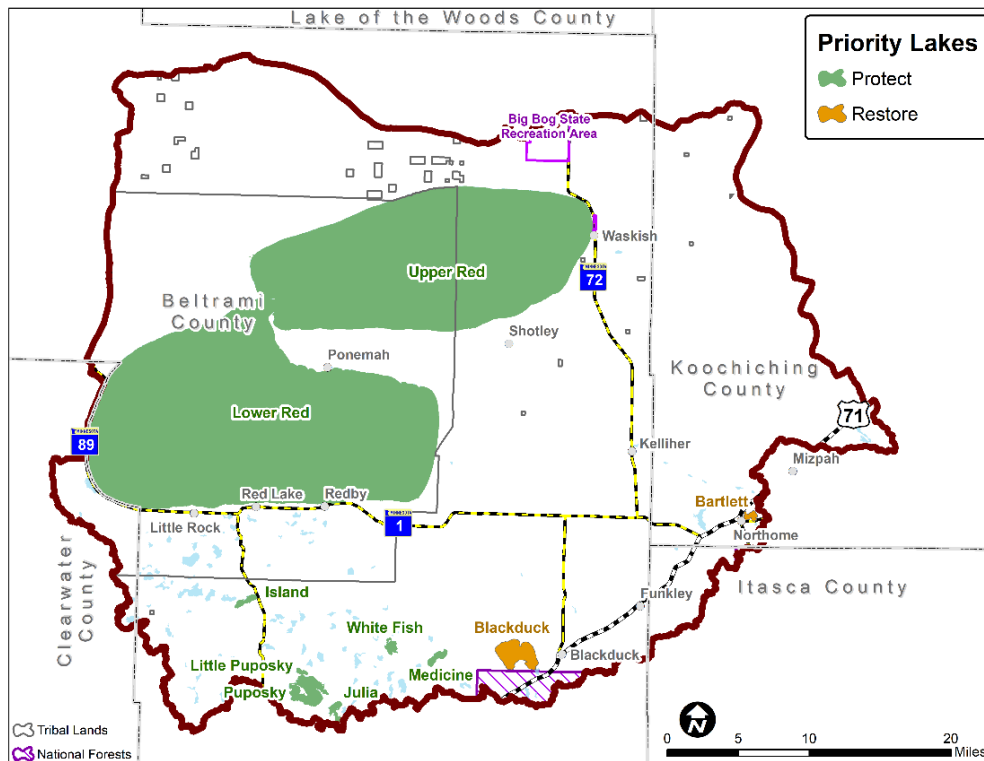 Lake of the Woods County
Priority Lakes
Protect
Restore
Big Bog State
Recreation Area
Waskish
Upper Red
MINNESOTA
72
Beltrami
County
Shotley
Ponemah
Koochiching
County
Lower Red
71
MINNESOTA
89
Kelliher
Mizpah
Bartlett
Red Lake
Redby
Little Rock
MINNESOTA
1
Northome
Clearwater
County
Itasca County
Island
Funkley
White Fish
Blackduck
Blackduck
Little Puposky
Medicine
Puposky
Julia
N
Tribal Lands
National Forests
0 5 10 20
Miles